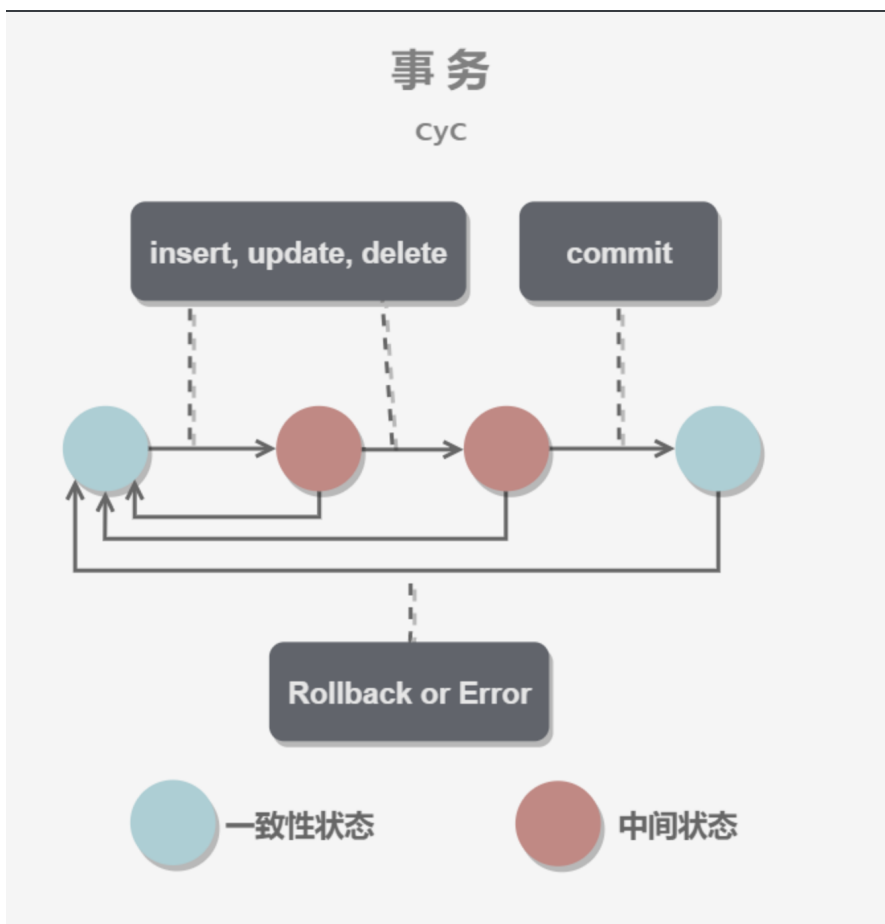 事 务
CyC
insert, update, delete
commit
Rollback or Error
一致性状态
中间状态